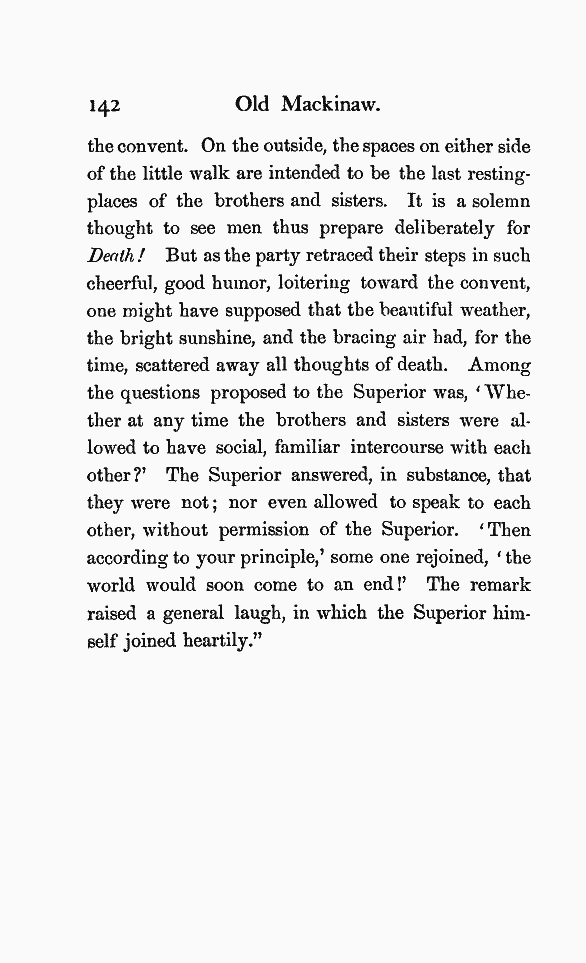 142 Old Mackinaw.
the convent. On the outside, the spaces on either side
of the little walk are intended to be the last resting-
places of the brothers and sisters. It is a solemn
thought to see men thus prepare deliberately for
Death! But as the party retraced their steps in such
cheerful, good humor, loitering toward the convent,
one might have supposed that the beautiful weather,
the bright sunshine, and the bracing air had, for the
time, scattered away all thoughts of death. Among
the questions proposed to the Superior was, ‘Whe-
ther at any time the brothers and sisters were al-
lowed to have social, familiar intercourse with each
other?’ The Superior answered, in substance, that
they were not; nor even allowed to speak to each
other, without permission of the Superior. ‘Then
according to your principle,’ some one rejoined, ‘the
world would soon come to an end!’ The remark
raised a general laugh, in which the Superior him-
self joined heartily.”